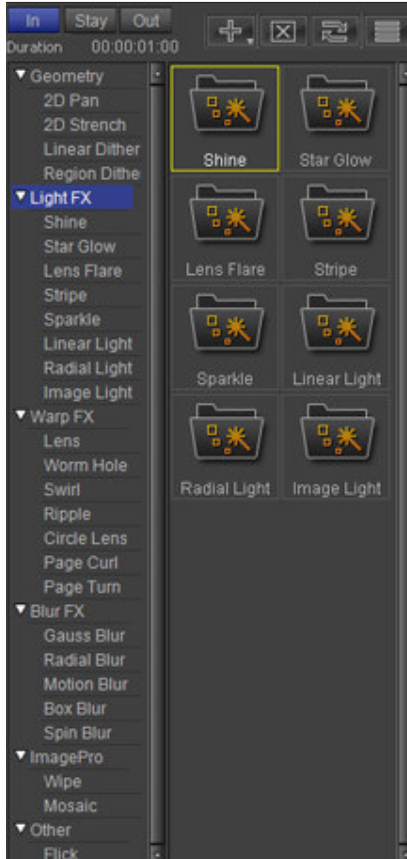 In Stay Out
Duration 00:00:01:00
Geometry
2D Pan
2D Strench
Linear Dither
Region Dithe
Light FX
Shine
Star Glow
Lens Flare
Stripe
Sparkle
Linear Light
Radial Light
Image Light
Warp FX
Lens
Worm Hole
Swirl
Ripple
Circle Lens
Page Curl
Page Turn
Blur FX
Gauss Blur
Radial Blur
Motion Blur
Box Blur
Spin Blur
ImagePro
Wipe
Mosaic
Other
Flick
Shine Star Glow
Lens Flare Stripe
Sparkle Linear Light
Radial Light Image Light